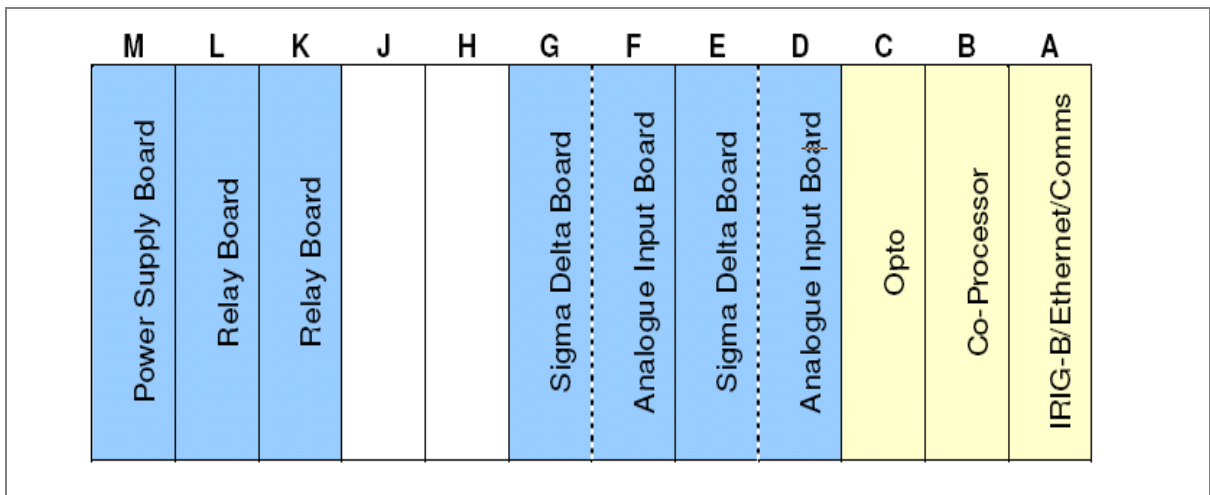 M L K J H G F E D C B A
Power Supply Board
Relay Board
Relay Board
Sigma Delta Board
Analogue Input Board
Sigma Delta Board
Analogue Input Board
Opto
Co-Processor
IRIG-B/Ethernet/Comms